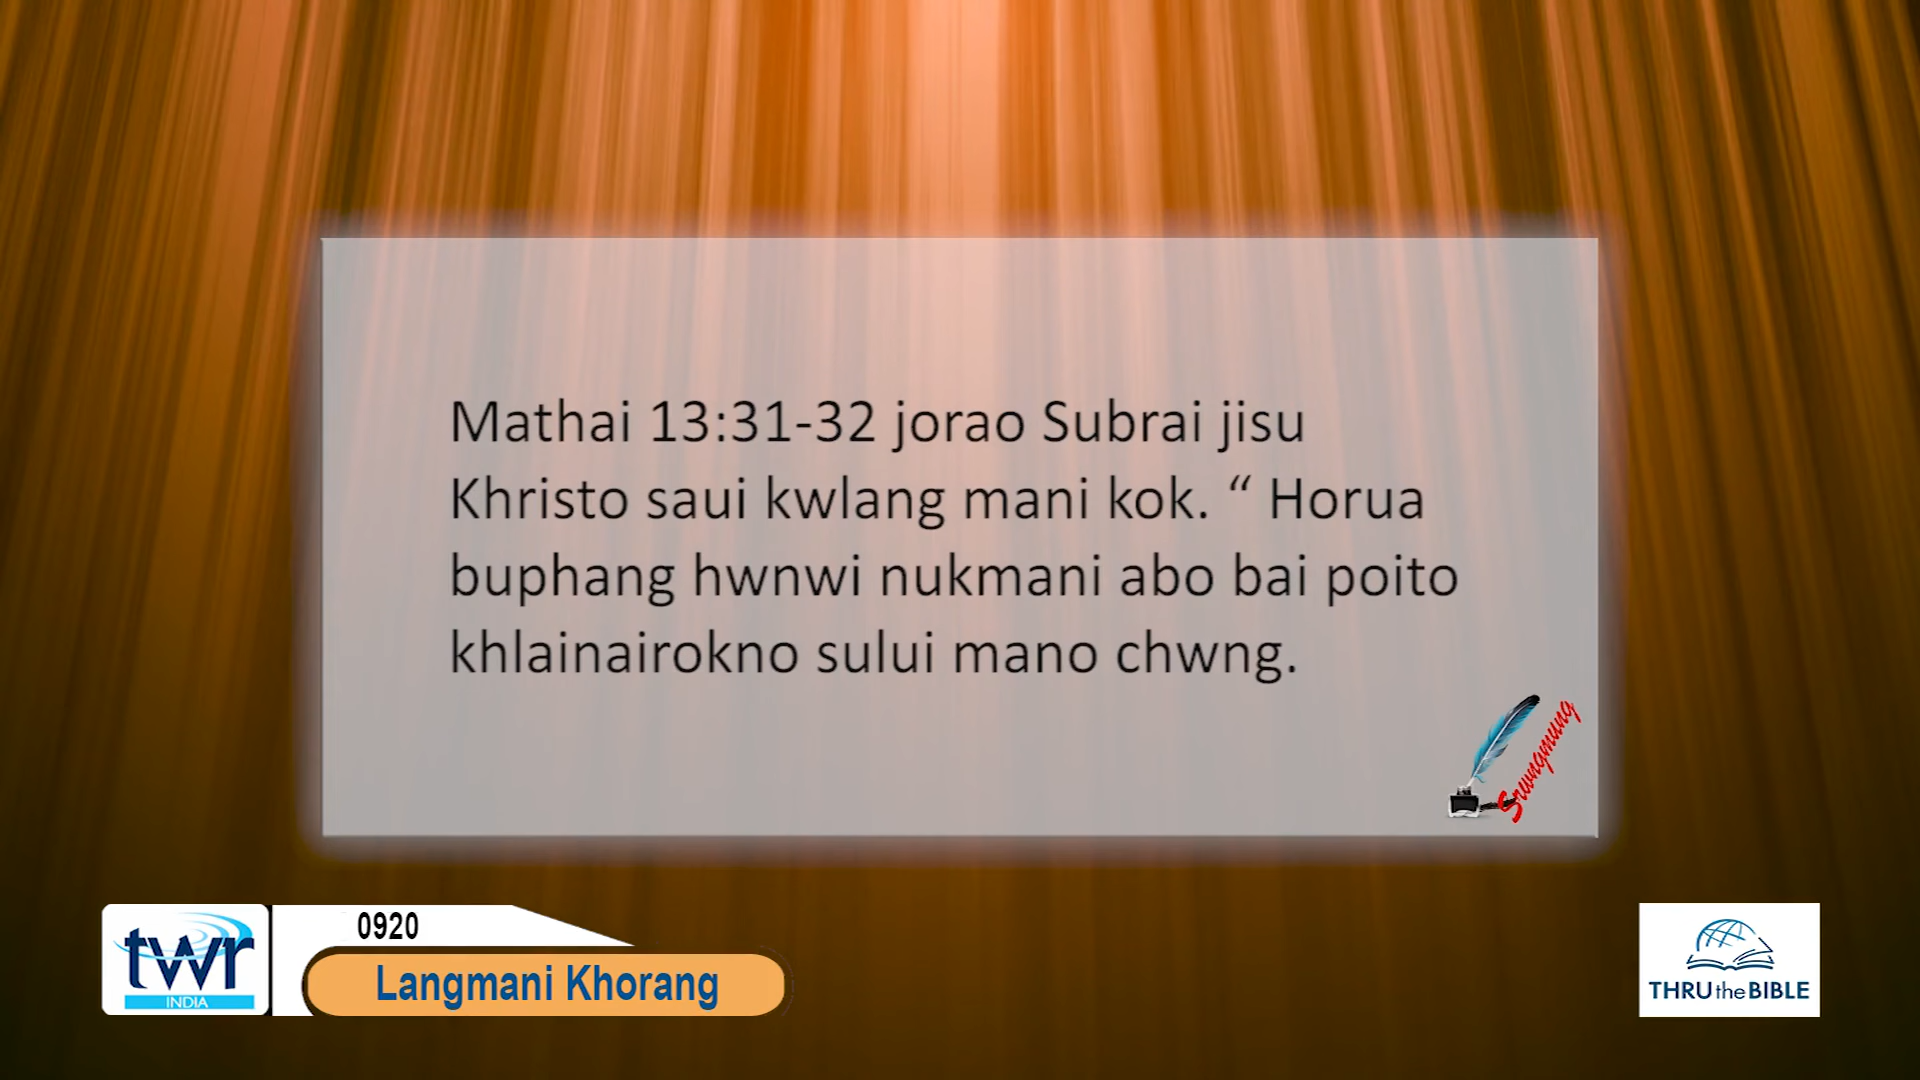 Mathai 13:31-32 jorao Subrai jisu
Khristo saui kwlang mani kok. “ Horua
buphang hwnwi nukmani abo bai poito
khlainairokno sului mano chwng.
Srwngmung
0920
twr
INDIA
Langmani Khorang
THRU the BIBLE